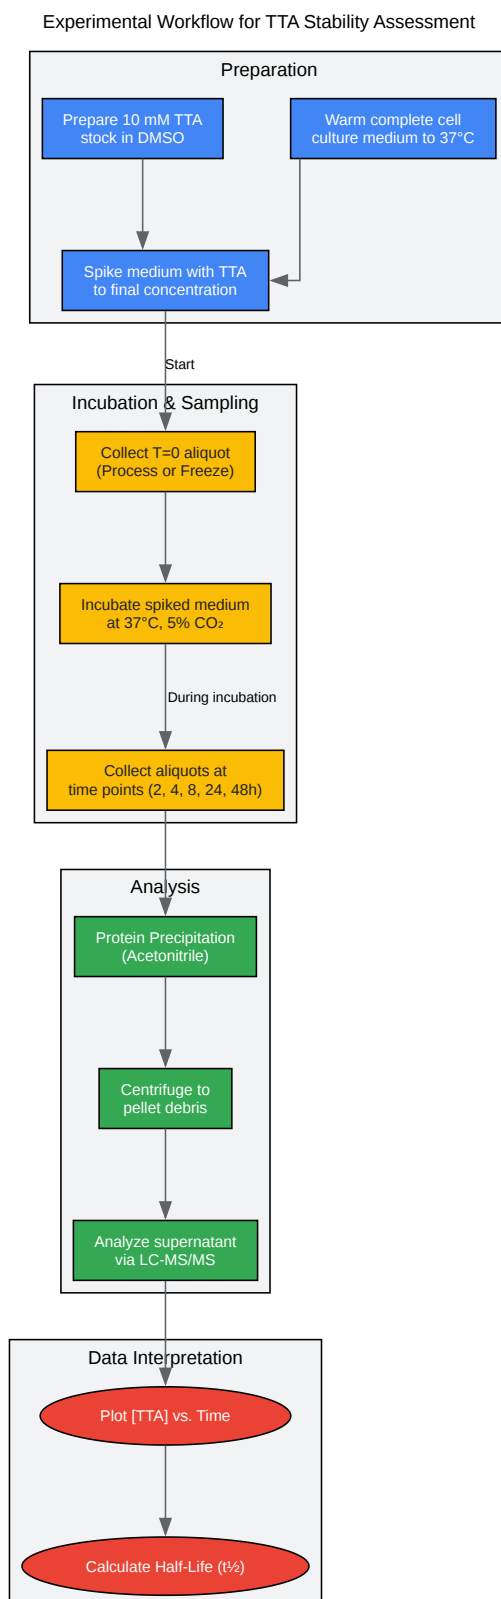 Experimental Workflow for TTA Stability Assessment
Preparation
Prepare 10 mM TTA
stock in DMSO
Warm complete cell
culture medium to 37°C
Spike medium with TTA
to final concentration
Start
Incubation & Sampling
Collect T=0 aliquot
(Process or Freeze)
Incubate spiked medium
at 37°C, 5% CO₂
During incubation
Collect aliquots at
time points (2, 4, 8, 24, 48h)
Analysis
Protein Precipitation
(Acetonitrile)
Centrifuge to
pellet debris
Analyze supernatant
via LC-MS/MS
Data Interpretation
Plot [TTA] vs. Time
Calculate Half-Life (t½)